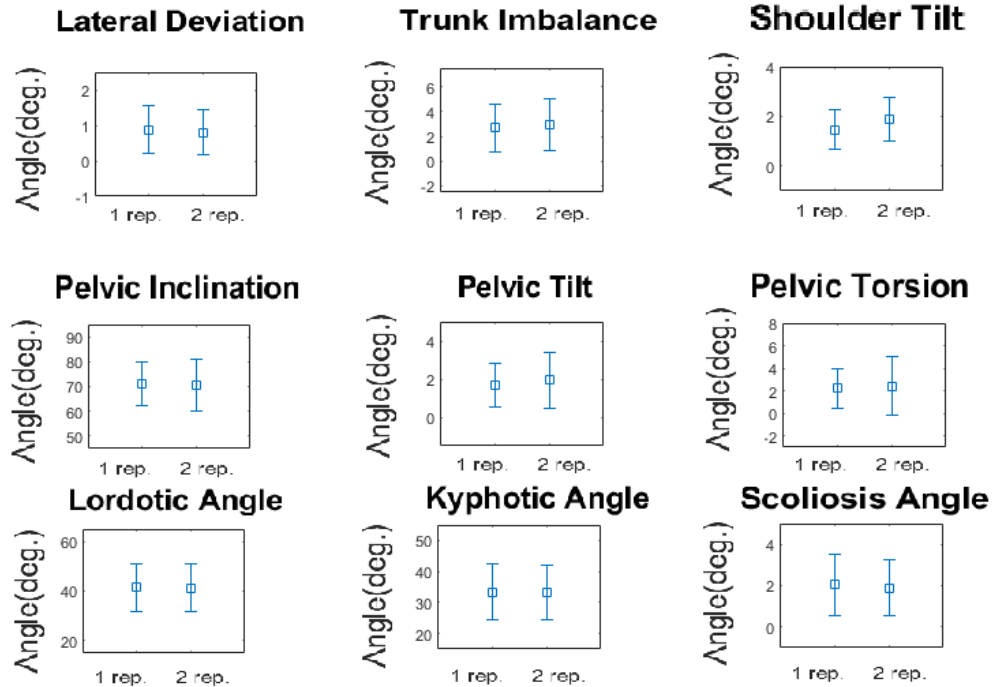 Lateral Deviation
Trunk Imbalance
Shoulder Tilt
Angle(deg.)
2
1
0
-1
1 rep. 2 rep.
Angle(deg.)
6
4
2
0
-2
1 rep. 2 rep.
Angle(deg.)
4
2
0
1 rep. 2 rep.
Pelvic Inclination
Pelvic Tilt
Pelvic Torsion
Angle(deg.)
90
80
70
60
50
1 rep. 2 rep.
Angle(deg.)
4
2
0
1 rep. 2 rep.
Angle(deg.)
8
6
4
2
0
-2
1 rep. 2 rep.
Lordotic Angle
Kyphotic Angle
Scoliosis Angle
Angle(deg.)
60
40
20
1 rep. 2 rep.
Angle(deg.)
50
40
30
20
1 rep. 2 rep.
Angle(deg.)
4
2
0
1 rep. 2 rep.